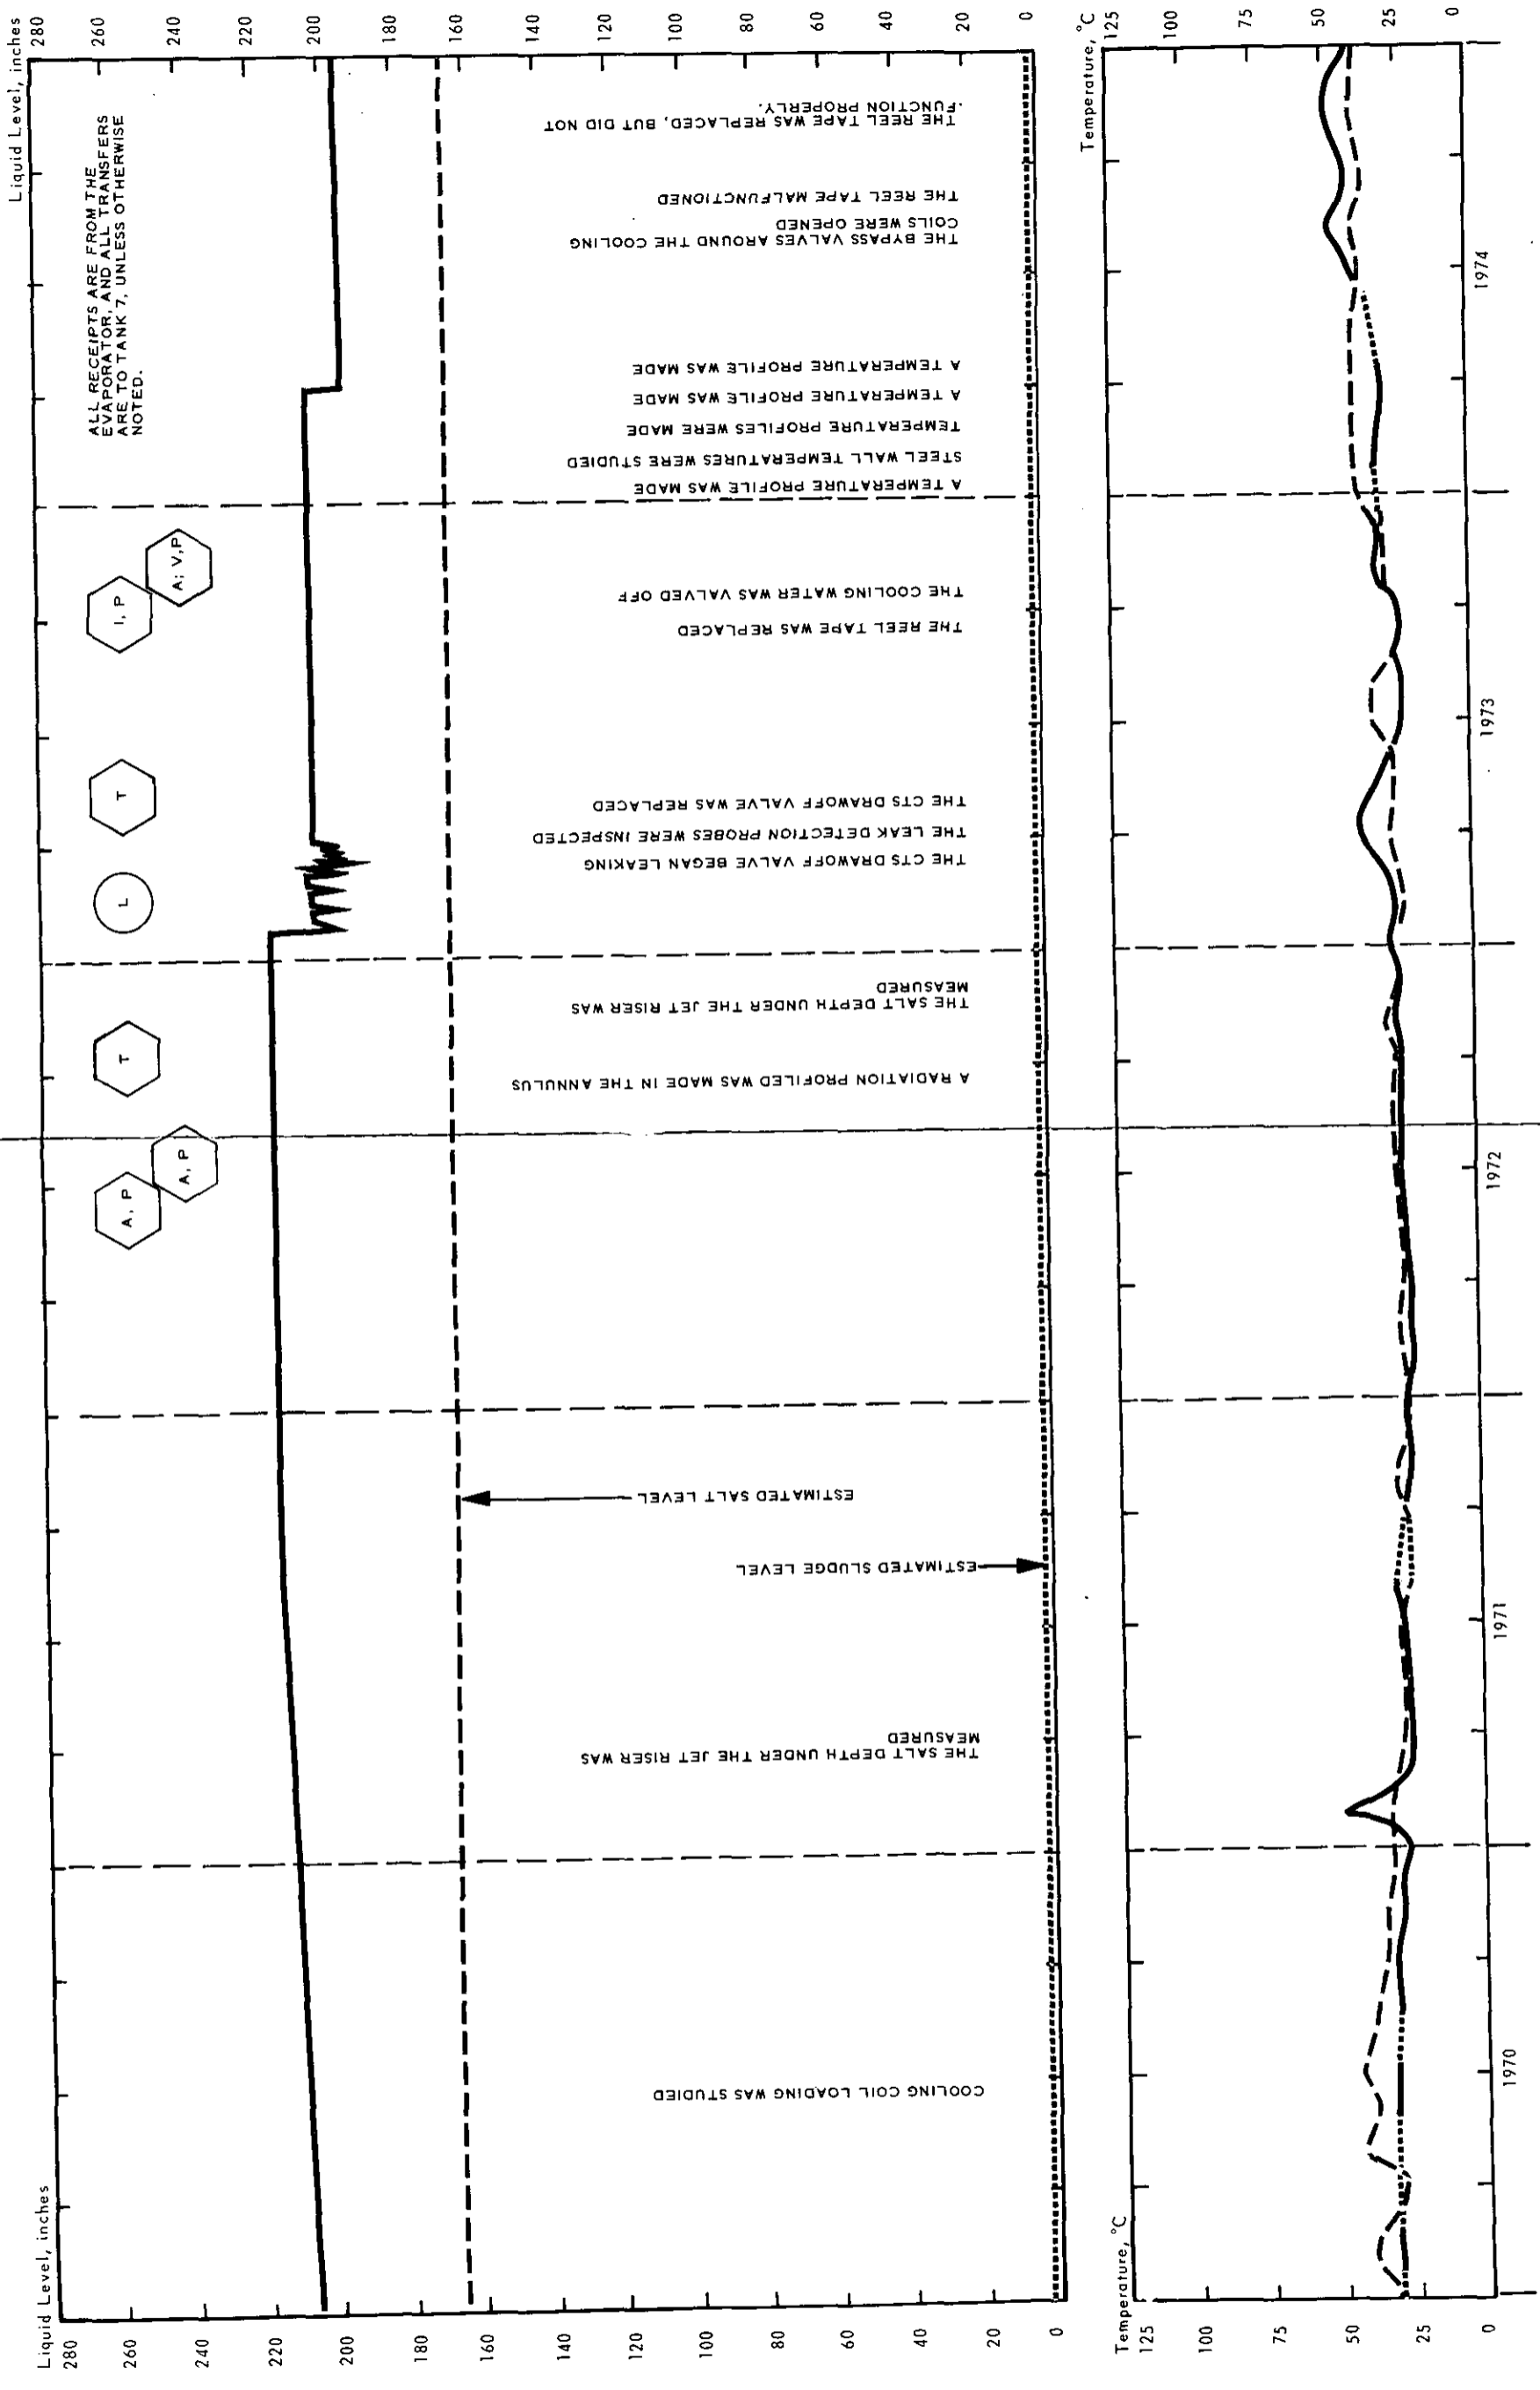 Liquid Level, inches
280
260
240
220
200
180
160
140
120
100
80
60
40
20
0
ALL RECEIPTS ARE FROM THE
EVAPORATOR, AND ALL TRANSFERS
ARE TO TANK 7, UNLESS OTHERWISE
NOTED.
A, P
A, P
T
L
T
I, P
A; V,P
COOLING COIL LOADING WAS STUDIED
THE SALT DEPTH UNDER THE JET RISER WAS
MEASURED
ESTIMATED SLUDGE LEVEL
ESTIMATED SALT LEVEL
A RADIATION PROFILED WAS MADE IN THE ANNULUS
THE SALT DEPTH UNDER THE JET RISER WAS
MEASURED
THE CTS DRAWOFF VALVE BEGAN LEAKING
THE LEAK DETECTION PROBES WERE INSPECTED
THE CTS DRAWOFF VALVE WAS REPLACED
THE REEL TAPE WAS REPLACED
THE COOLING WATER WAS VALVED OFF
A TEMPERATURE PROFILE WAS MADE
STEEL WALL TEMPERATURES WERE STUDIED
TEMPERATURE PROFILES WERE MADE
A TEMPERATURE PROFILE WAS MADE
A TEMPERATURE PROFILE WAS MADE
THE BYPASS VALVES AROUND THE COOLING
COILS WERE OPENED
THE REEL TAPE MALFUNCTIONED
THE REEL TAPE WAS REPLACED, BUT DID NOT
FUNCTION PROPERLY.
Liquid Level, inches
280
260
240
220
200
180
160
140
120
100
80
60
40
20
0
Temperature, °C
125
100
75
50
25
0
Temperature, °C
125
100
75
50
25
0
1970
1971
1972
1973
1974